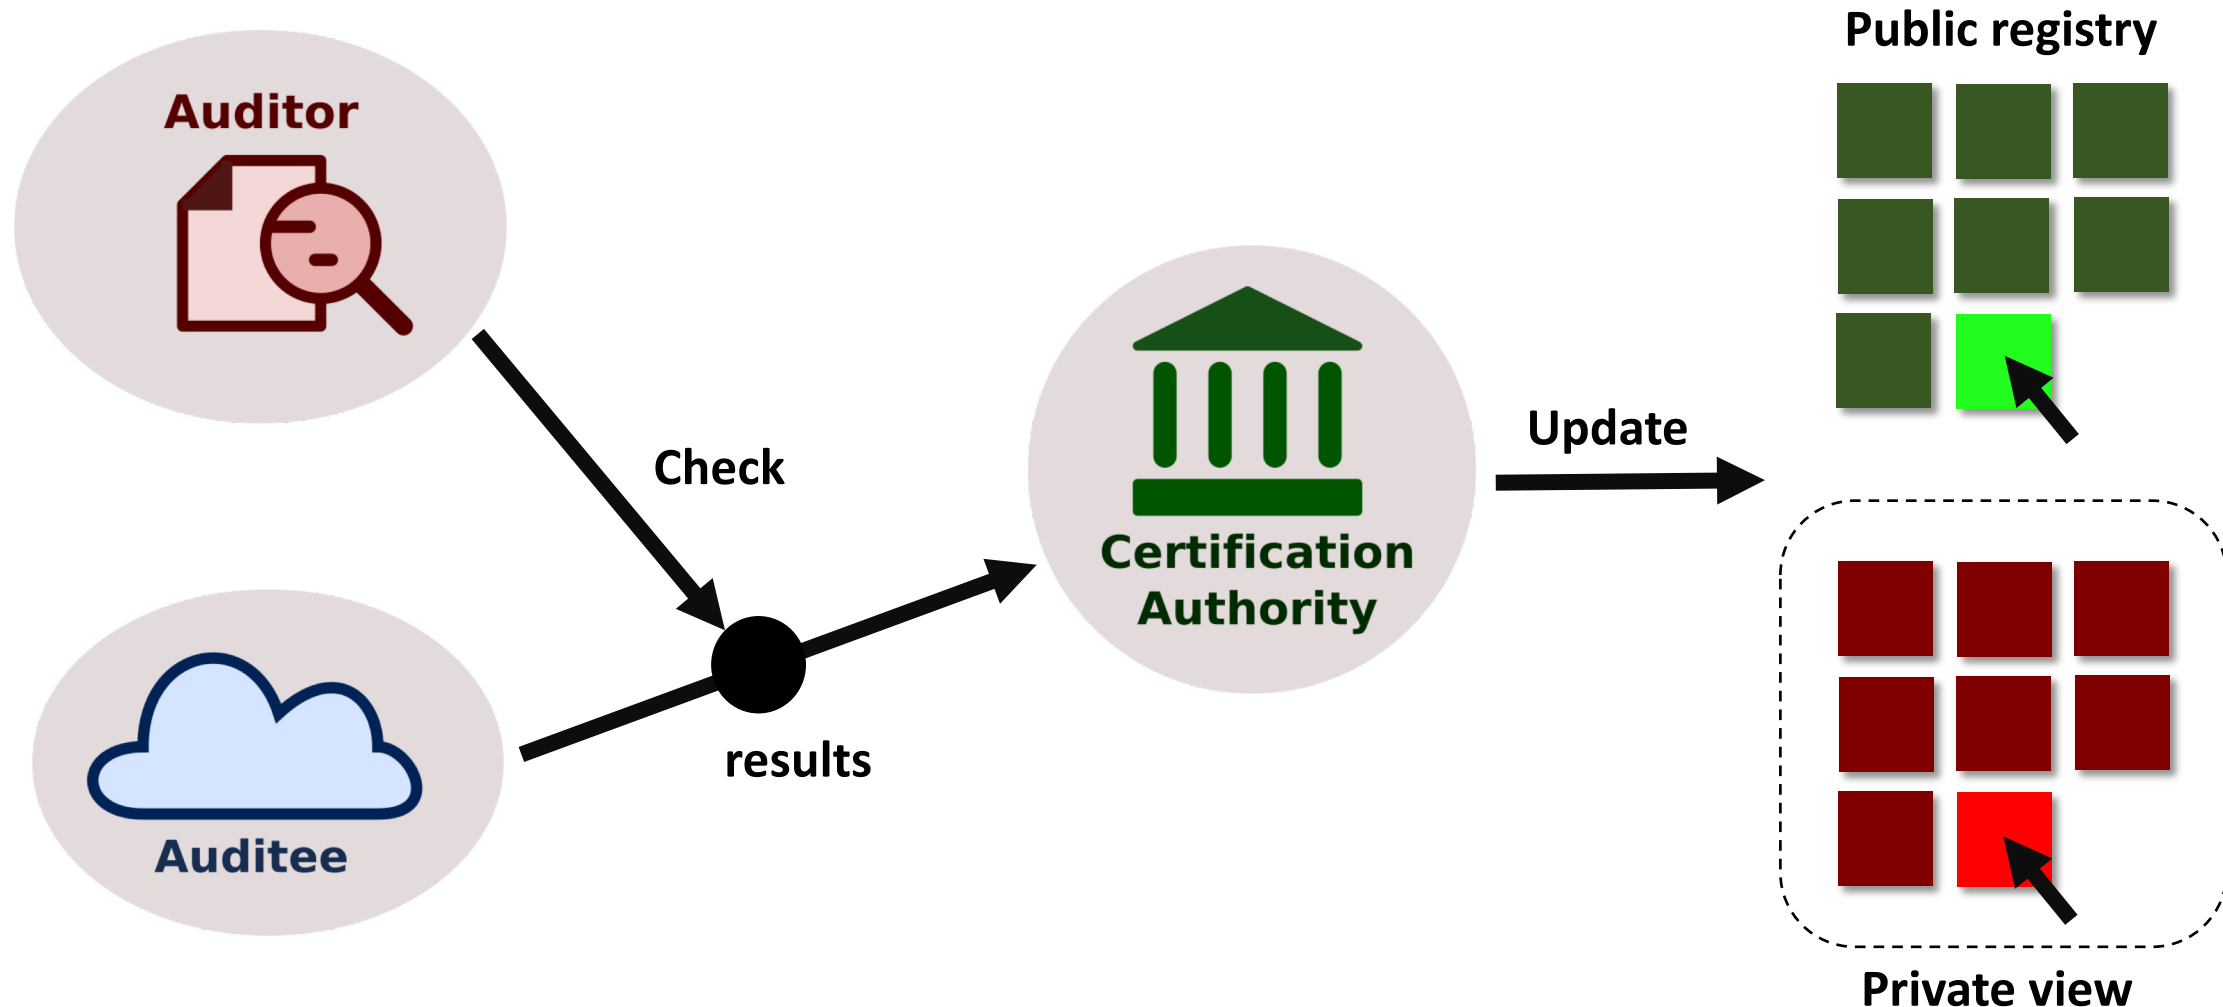 Auditor
Auditee
Check
results
Certification
Authority
Update
Public registry
Private view